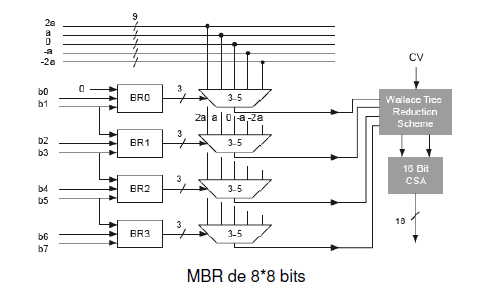 9
2a
a
0
-a
-2a
CV
b0
0
BR0
3
3-5
b1
2a a 0 -a -2a
Wallace Tree
Reduction
Scheme
b2
BR1
3
3-5
b3
16 Bit
CSA
b4
BR2
3
3-5
b5
16
b6
BR3
3
3-5
b7
MBR de 8*8 bits